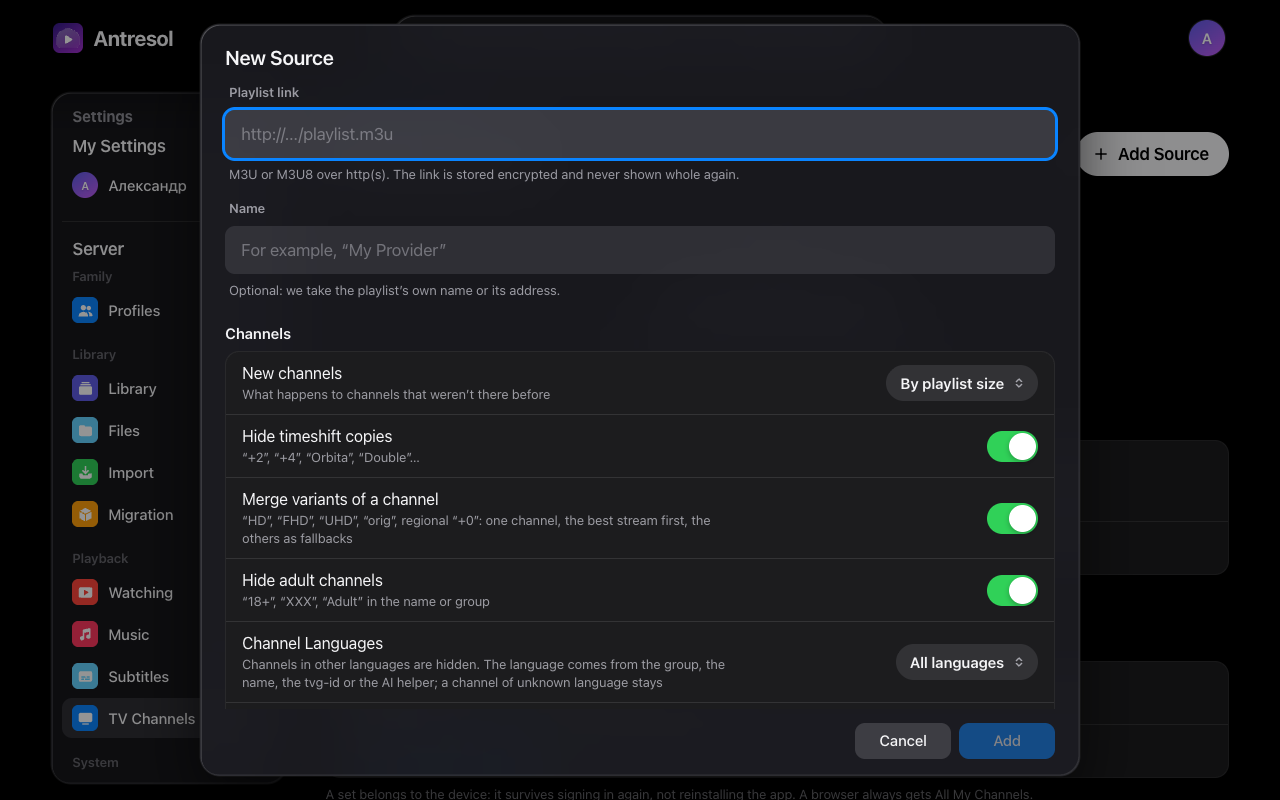 Antresol
A
Settings
My Settings
A Александр
Server
Family
Profiles
Library
Library
Files
Import
Migration
Playback
Watching
Music
Subtitles
TV Channels
System
+ Add Source
New Source
Playlist link
http://.../playlist.m3u
M3U or M3U8 over http(s). The link is stored encrypted and never shown whole again.
Name
For example, “My Provider”
Optional: we take the playlist’s own name or its address.
Channels
New channels
What happens to channels that weren’t there before
By playlist size
Hide timeshift copies
“+2”, “+4”, “Orbita”, “Double”…
Merge variants of a channel
“HD”, “FHD”, “UHD”, “orig”, regional “+0”: one channel, the best stream first, the
others as fallbacks
Hide adult channels
“18+”, “XXX”, “Adult” in the name or group
Channel Languages
Channels in other languages are hidden. The language comes from the group, the
name, the tvg-id or the AI helper; a channel of unknown language stays
All languages
Cancel
Add
A set belongs to the device: it survives signing in again, not reinstalling the app. A browser always gets All My Channels.